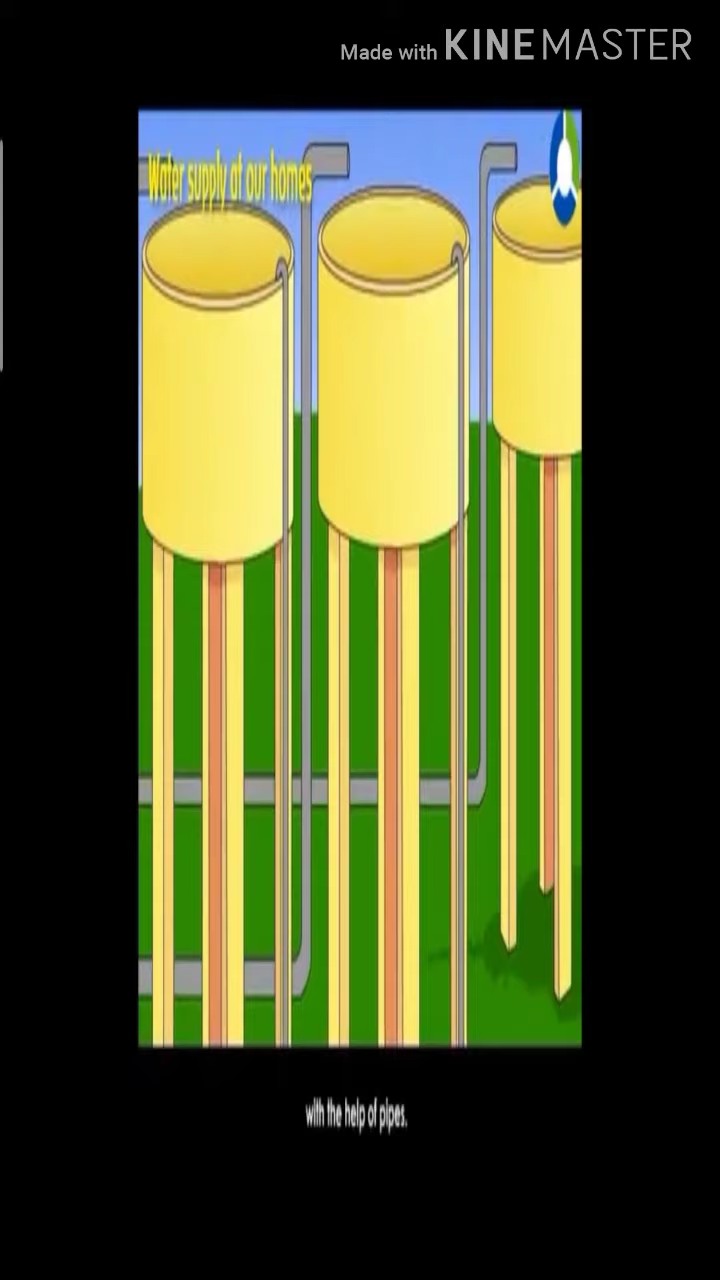 Made with KINEMASTER
Water supply at our homes
with the help of pipes.